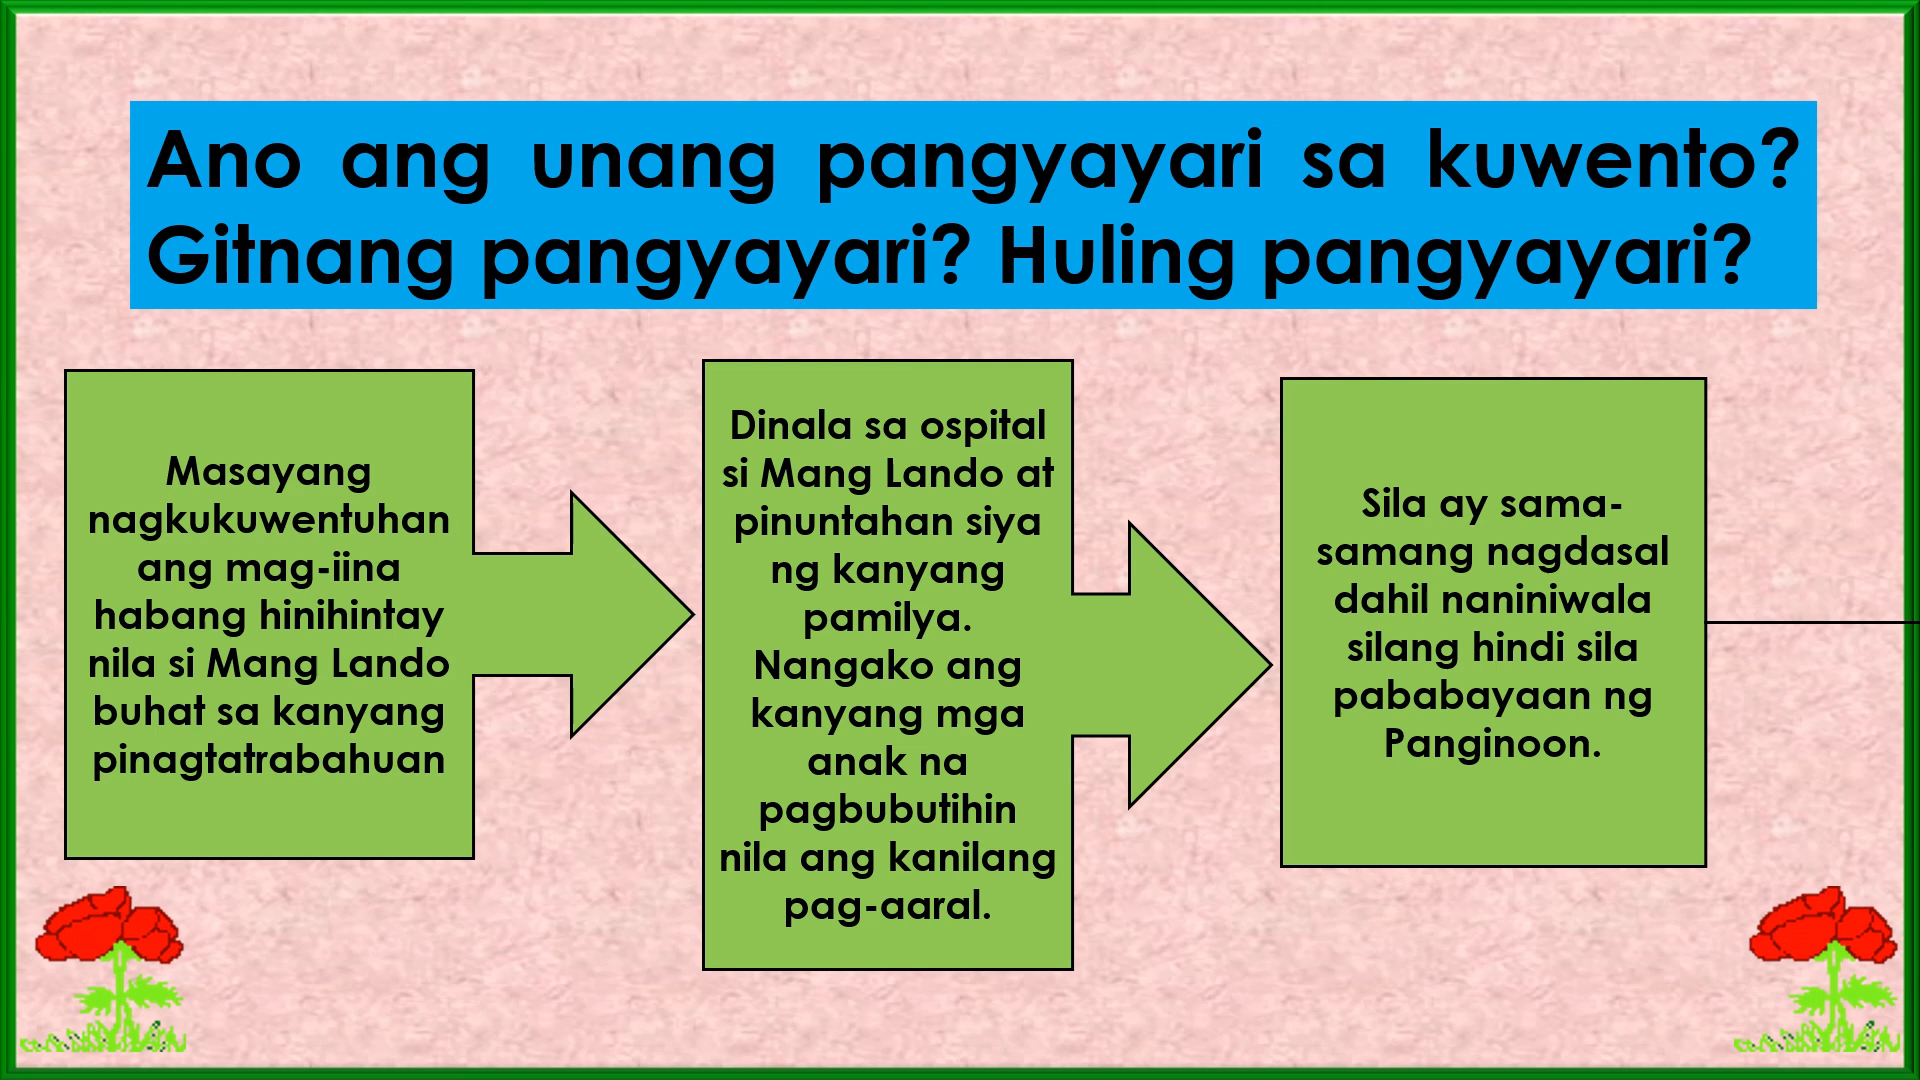 Ano ang unang pangyayari sa kuwento?
Gitnang pangyayari? Huling pangyayari?
Masayang
nagkukuwentuhan
ang mag-iina
habang hinihintay
nila si Mang Lando
buhat sa kanyang
pinagtatrabahuan
Dinala sa ospital
si Mang Lando at
pinuntahan siya
ng kanyang
pamilya.
Nangako ang
kanyang mga
anak na
pagbubutihin
nila ang kanilang
pag-aaral.
Sila ay sama-
samang nagdasal
dahil naniniwala
silang hindi sila
pababayaan ng
Panginoon.